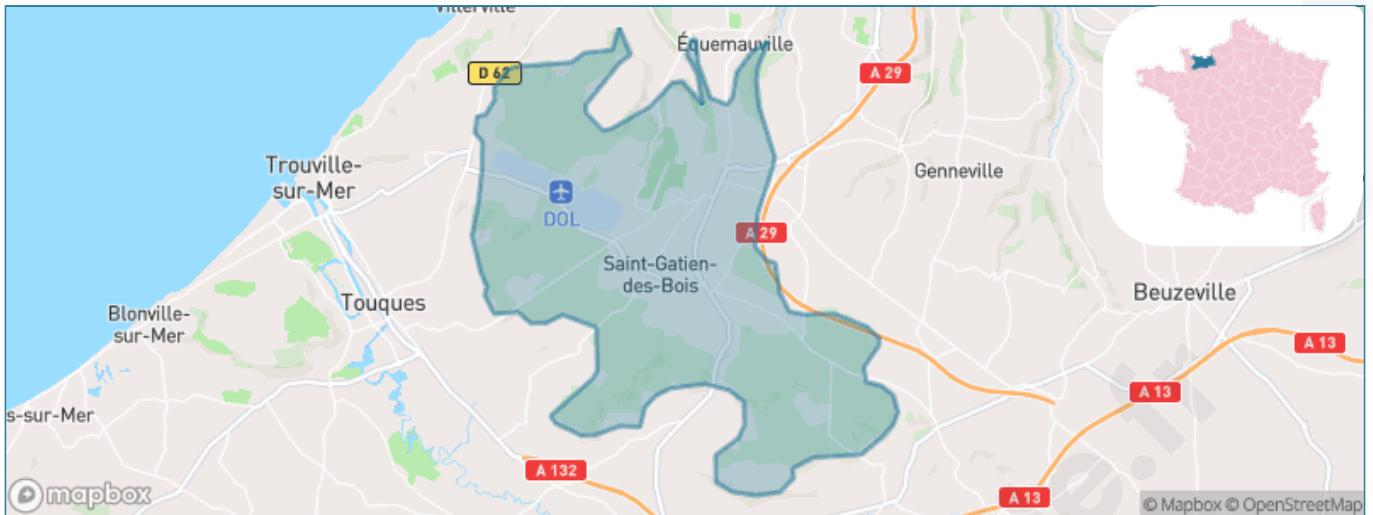 Villerville
Équemauville
D 62
A 29
Trouville-
sur-Mer
Genneville
DOL
A 29
Saint-Gatien-
des-Bois
Beuzeville
Touques
Blonville-
sur-Mer
A 13
A 13
s-sur-Mer
A 132
A 13
e.fr
mapbox
© Mapbox © OpenStreetMap